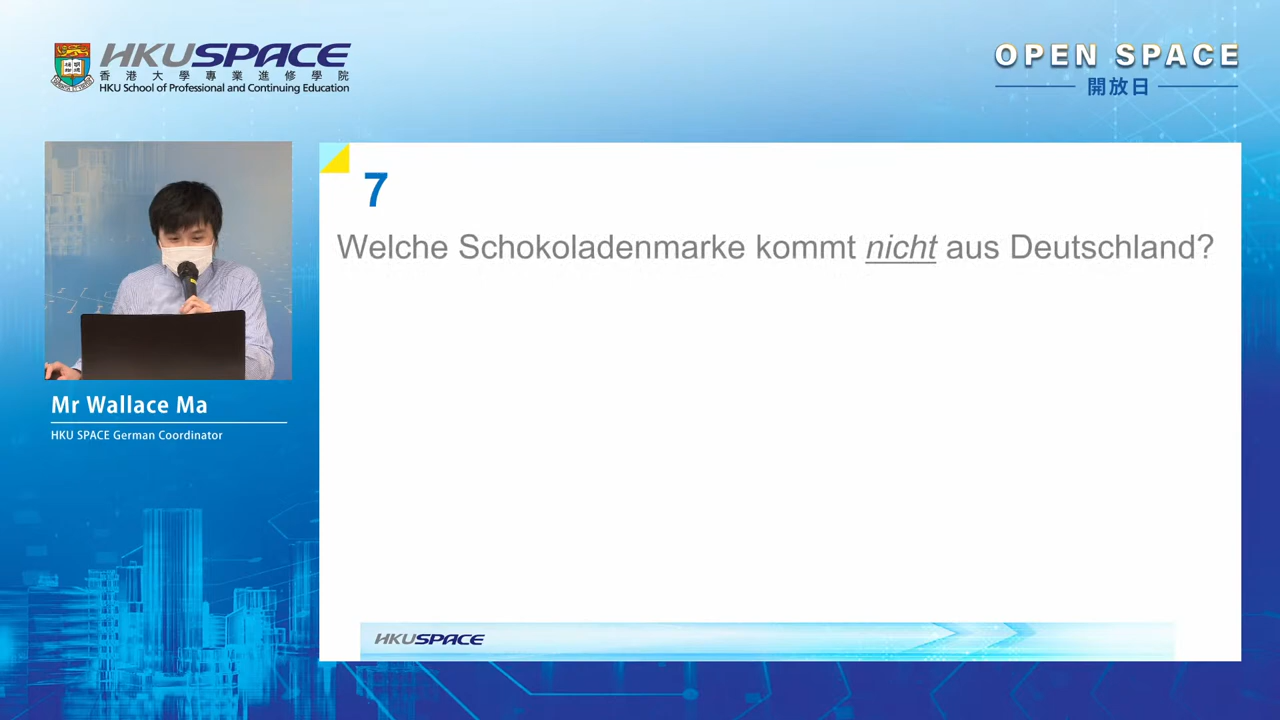 HKUSPACE
香港大學專業進修學院
HKU School of Professional and Continuing Education
OPEN SPACE
開放日
7
Welche Schokoladenmarke kommt nicht aus Deutschland?
Mr Wallace Ma
HKU SPACE German Coordinator
HKUSPACE